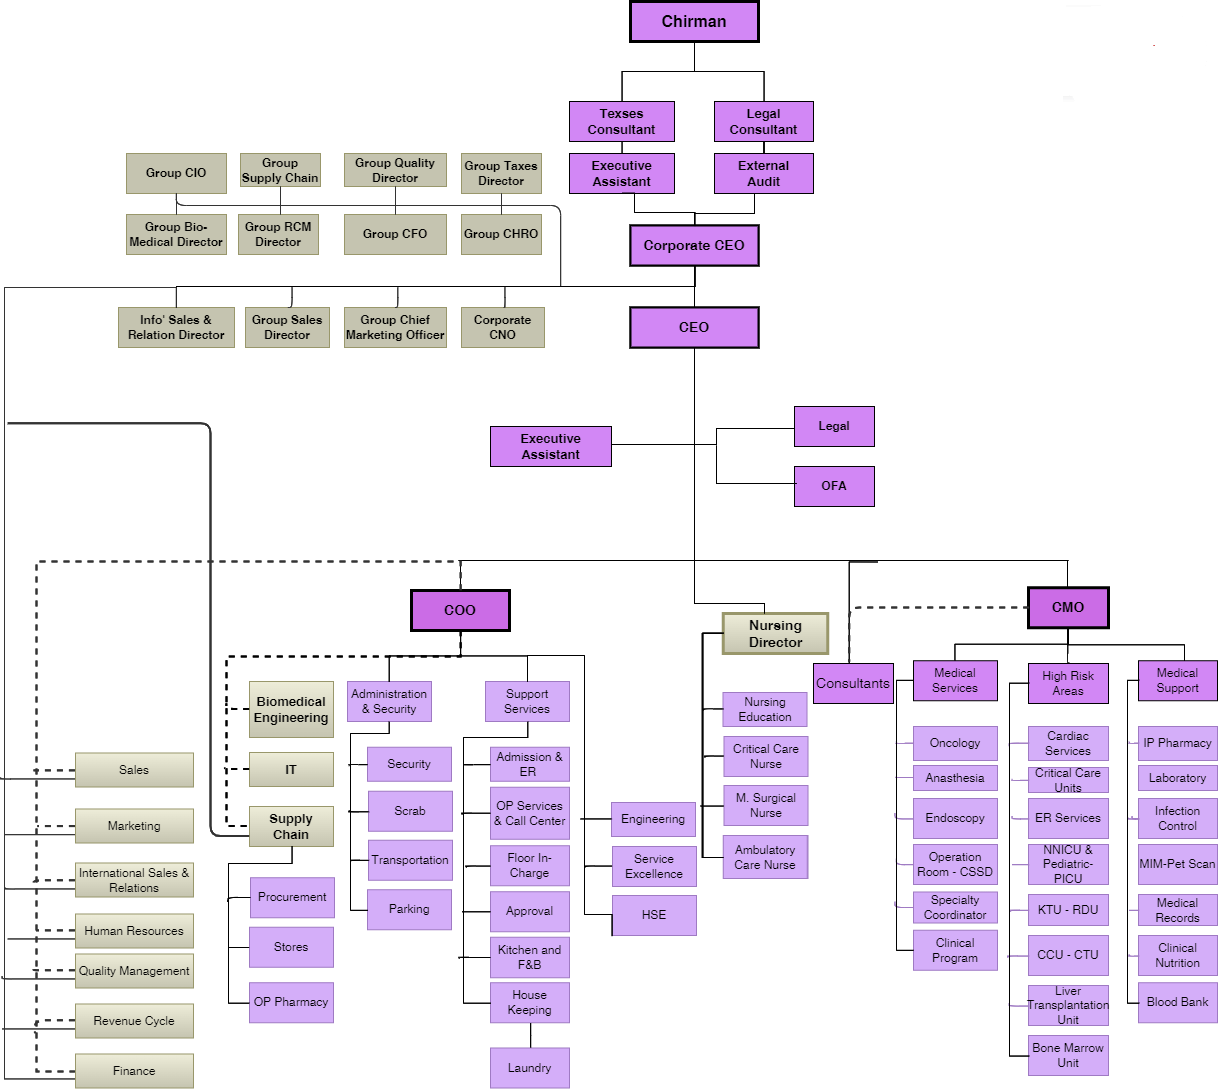 Chirman
Texses
Consultant
Legal
Consultant
Executive
Assistant
External
Audit
Group CIO
Group
Supply Chain
Group Quality
Director
Group Taxes
Director
Group Bio-
Medical Director
Group RCM
Director
Group CFO
Group CHRO
Corporate CEO
Info' Sales &
Relation Director
Group Sales
Director
Group Chief
Marketing Officer
Corporate
CNO
CEO
Executive
Assistant
Legal
OFA
COO
CMO
Nursing
Director
Consultants
Medical
Services
High Risk
Areas
Medical
Support
Biomedical
Engineering
IT
Supply
Chain
Administration
& Security
Support
Services
Sales
Marketing
International Sales &
Relations
Human Resources
Quality Management
Revenue Cycle
Finance
Procurement
Stores
OP Pharmacy
Security
Scrab
Transportation
Parking
Admission &
ER
OP Services
& Call Center
Floor In-
Charge
Approval
Kitchen and
F&B
House
Keeping
Laundry
Engineering
Service
Excellence
HSE
Nursing
Education
Critical Care
Nurse
M. Surgical
Nurse
Ambulatory
Care Nurse
Oncology
Anasthesia
Endoscopy
Operation
Room - CSSD
Specialty
Coordinator
Clinical
Program
Cardiac
Services
Critical Care
Units
ER Services
NNICU &
Pediatric-
PICU
KTU - RDU
CCU - CTU
Liver
Transplantation
Unit
Bone Marrow
Unit
IP Pharmacy
Laboratory
Infection
Control
MIM-Pet Scan
Medical
Records
Clinical
Nutrition
Blood Bank